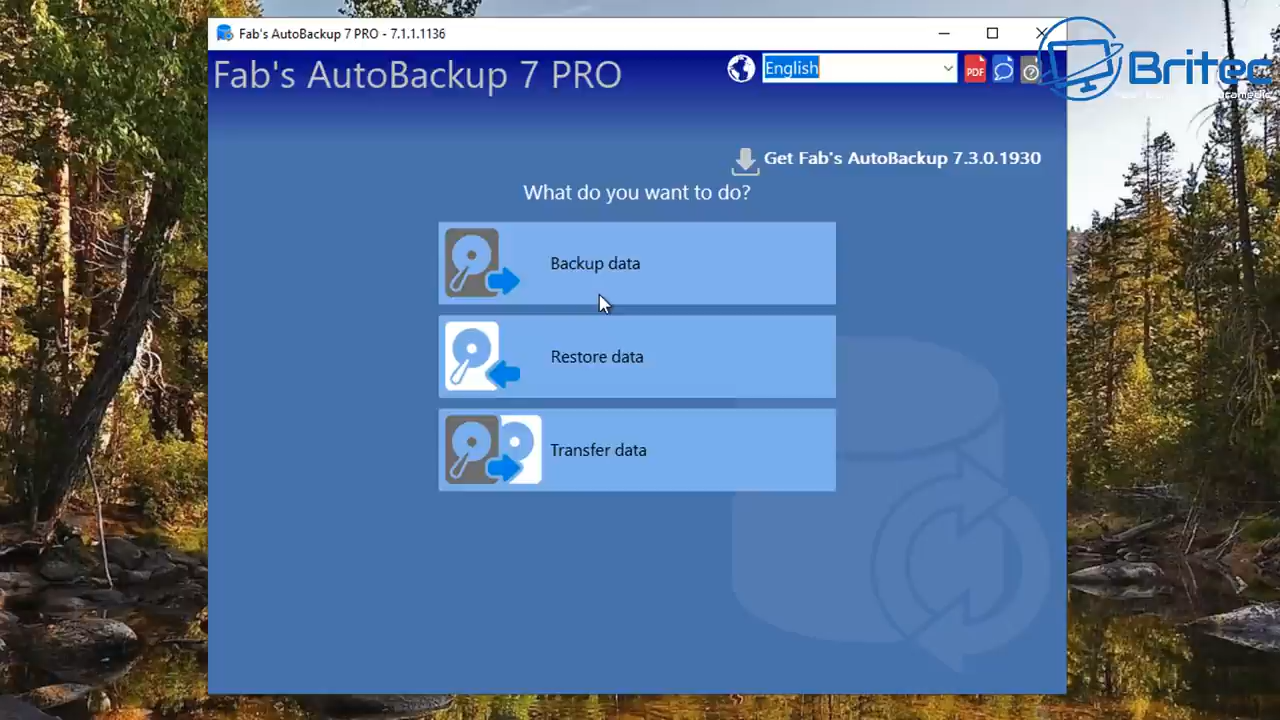 Fab's AutoBackup 7 PRO - 7.1.1.1136
Fab's AutoBackup 7 PRO
English
PDF
Britec
Get Fab's AutoBackup 7.3.0.1930
What do you want to do?
Backup data
Restore data
Transfer data